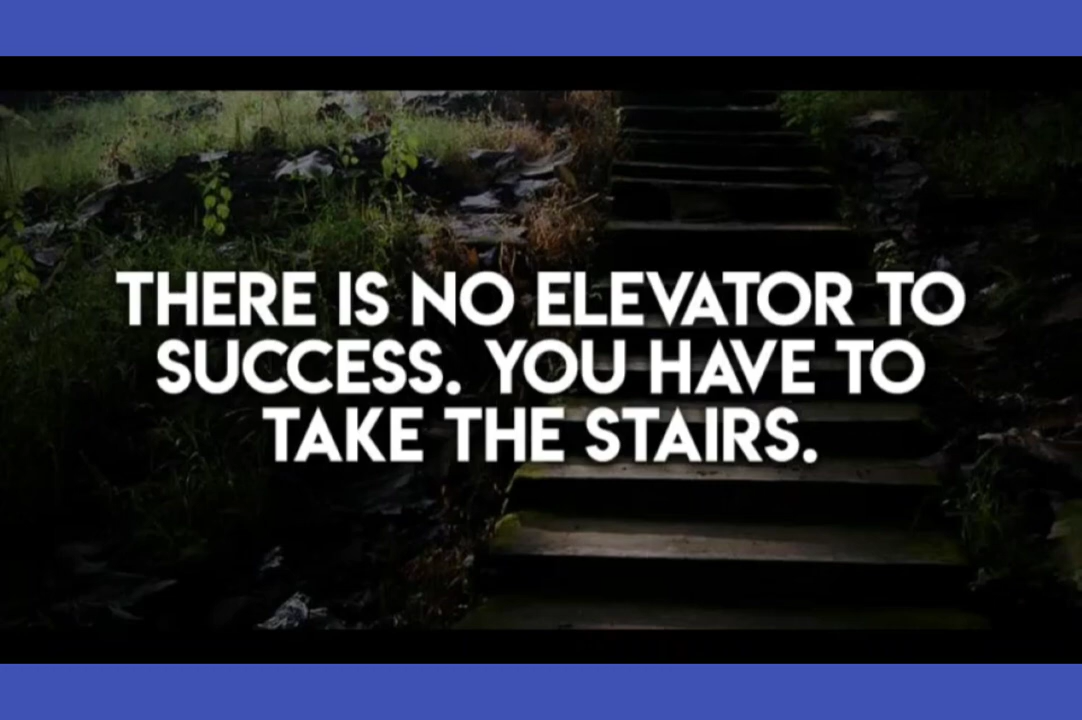 THERE IS NO ELEVATOR TO
SUCCESS. YOU HAVE TO
TAKE THE STAIRS.